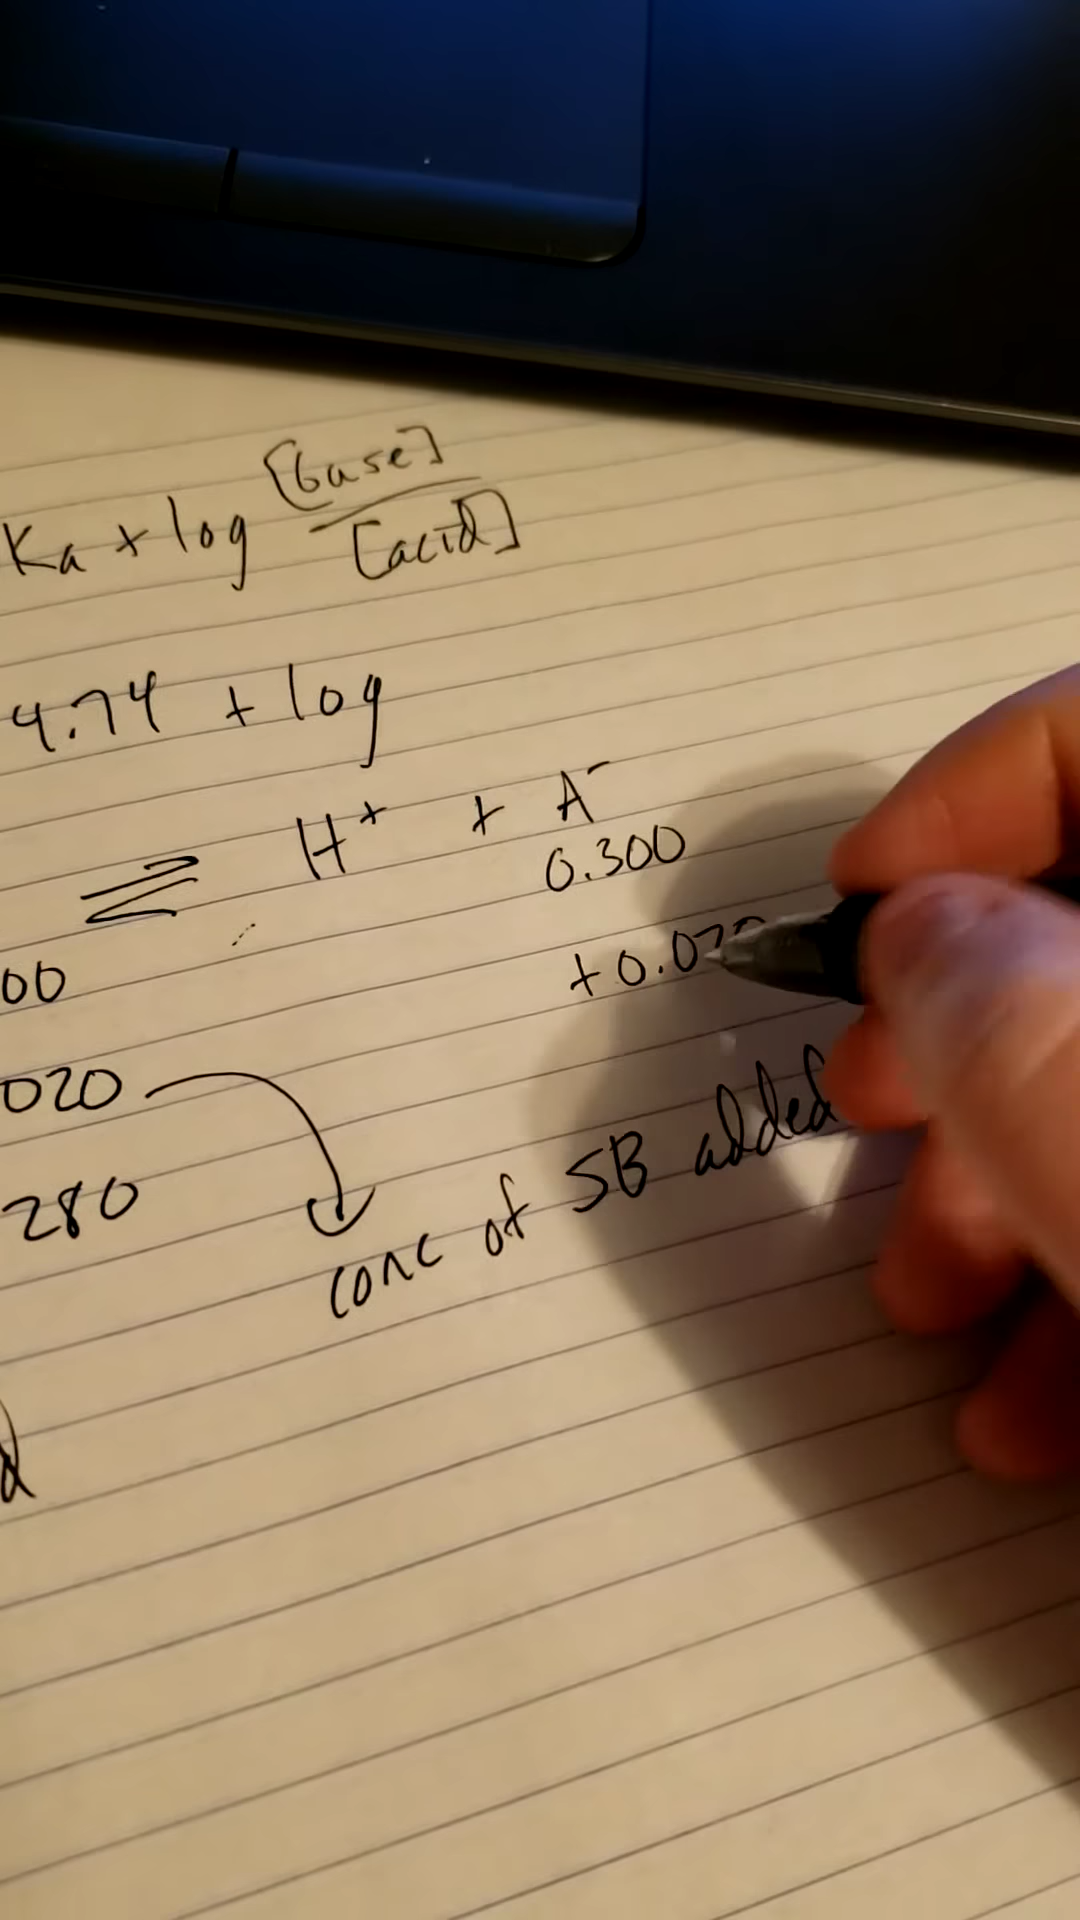 [base]
Ka + log
[acid]
4.74 + log
H⁺ + A⁻
0.300
00
+0.0
020
280
conc of SB added
d